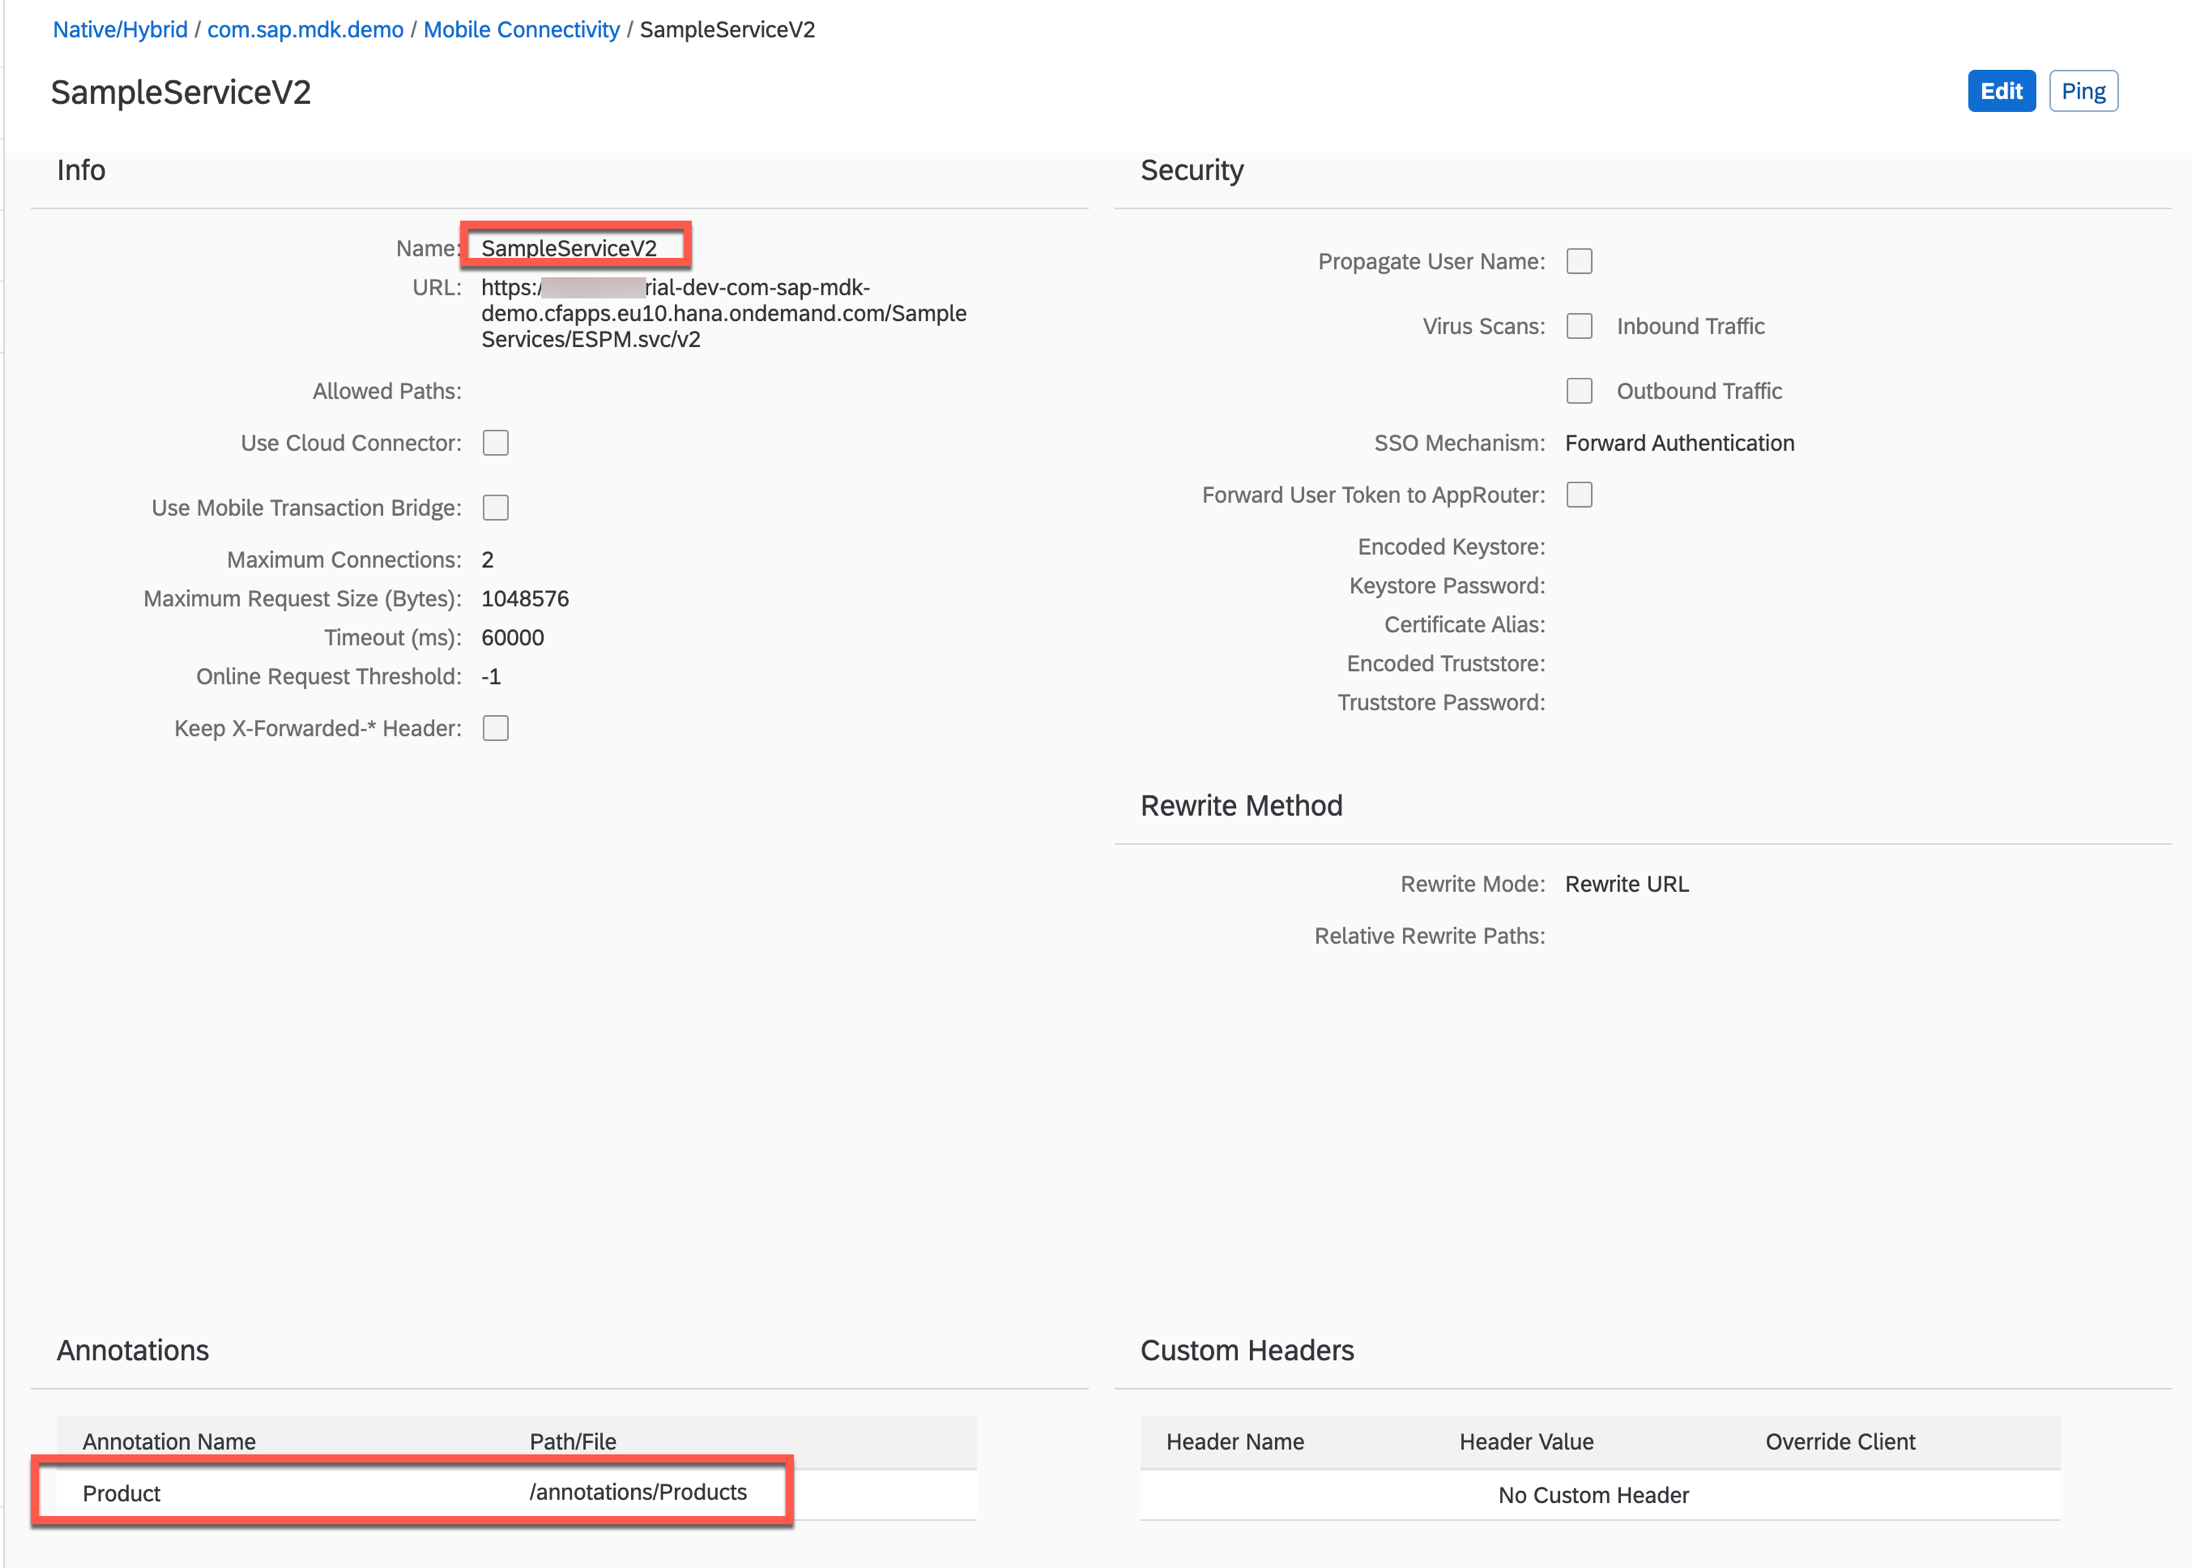 Native/Hybrid / com.sap.mdk.demo / Mobile Connectivity / SampleServiceV2
SampleServiceV2
Edit
Ping
Info
Name: SampleServiceV2
URL: https:/ rial-dev-com-sap-mdk-
demo.cfapps.eu10.hana.ondemand.com/Sample
Services/ESPM.svc/v2
Allowed Paths:
Use Cloud Connector:
Use Mobile Transaction Bridge:
Maximum Connections: 2
Maximum Request Size (Bytes): 1048576
Timeout (ms): 60000
Online Request Threshold: -1
Keep X-Forwarded-* Header:
Security
Propagate User Name:
Virus Scans: Inbound Traffic
Outbound Traffic
SSO Mechanism: Forward Authentication
Forward User Token to AppRouter:
Encoded Keystore:
Keystore Password:
Certificate Alias:
Encoded Truststore:
Truststore Password:
Rewrite Method
Rewrite Mode: Rewrite URL
Relative Rewrite Paths:
Annotations
Annotation Name Path/File
Product /annotations/Products
Custom Headers
Header Name Header Value Override Client
No Custom Header